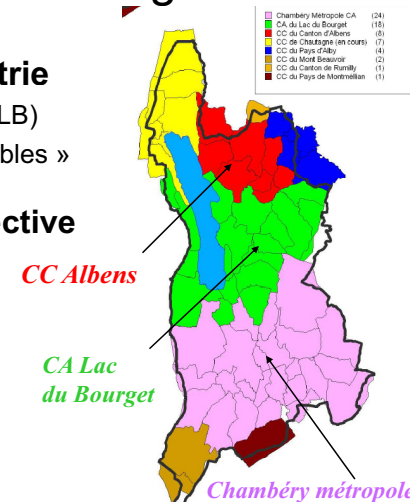 Chambéry Métropole CA (24)
CA du Lac du Bourget (18)
CC du Canton d'Albens (8)
CC de Chautagne (en cours) (7)
CC du Pays d'Alby (4)
CC du Mont Beauvoir (2)
CC du Canton de Rumilly (1)
CC du Pays de Montmélian (1)
trie
LB)
bles »
ective
CC Albens
CA Lac
du Bourget
Chambéry métropole